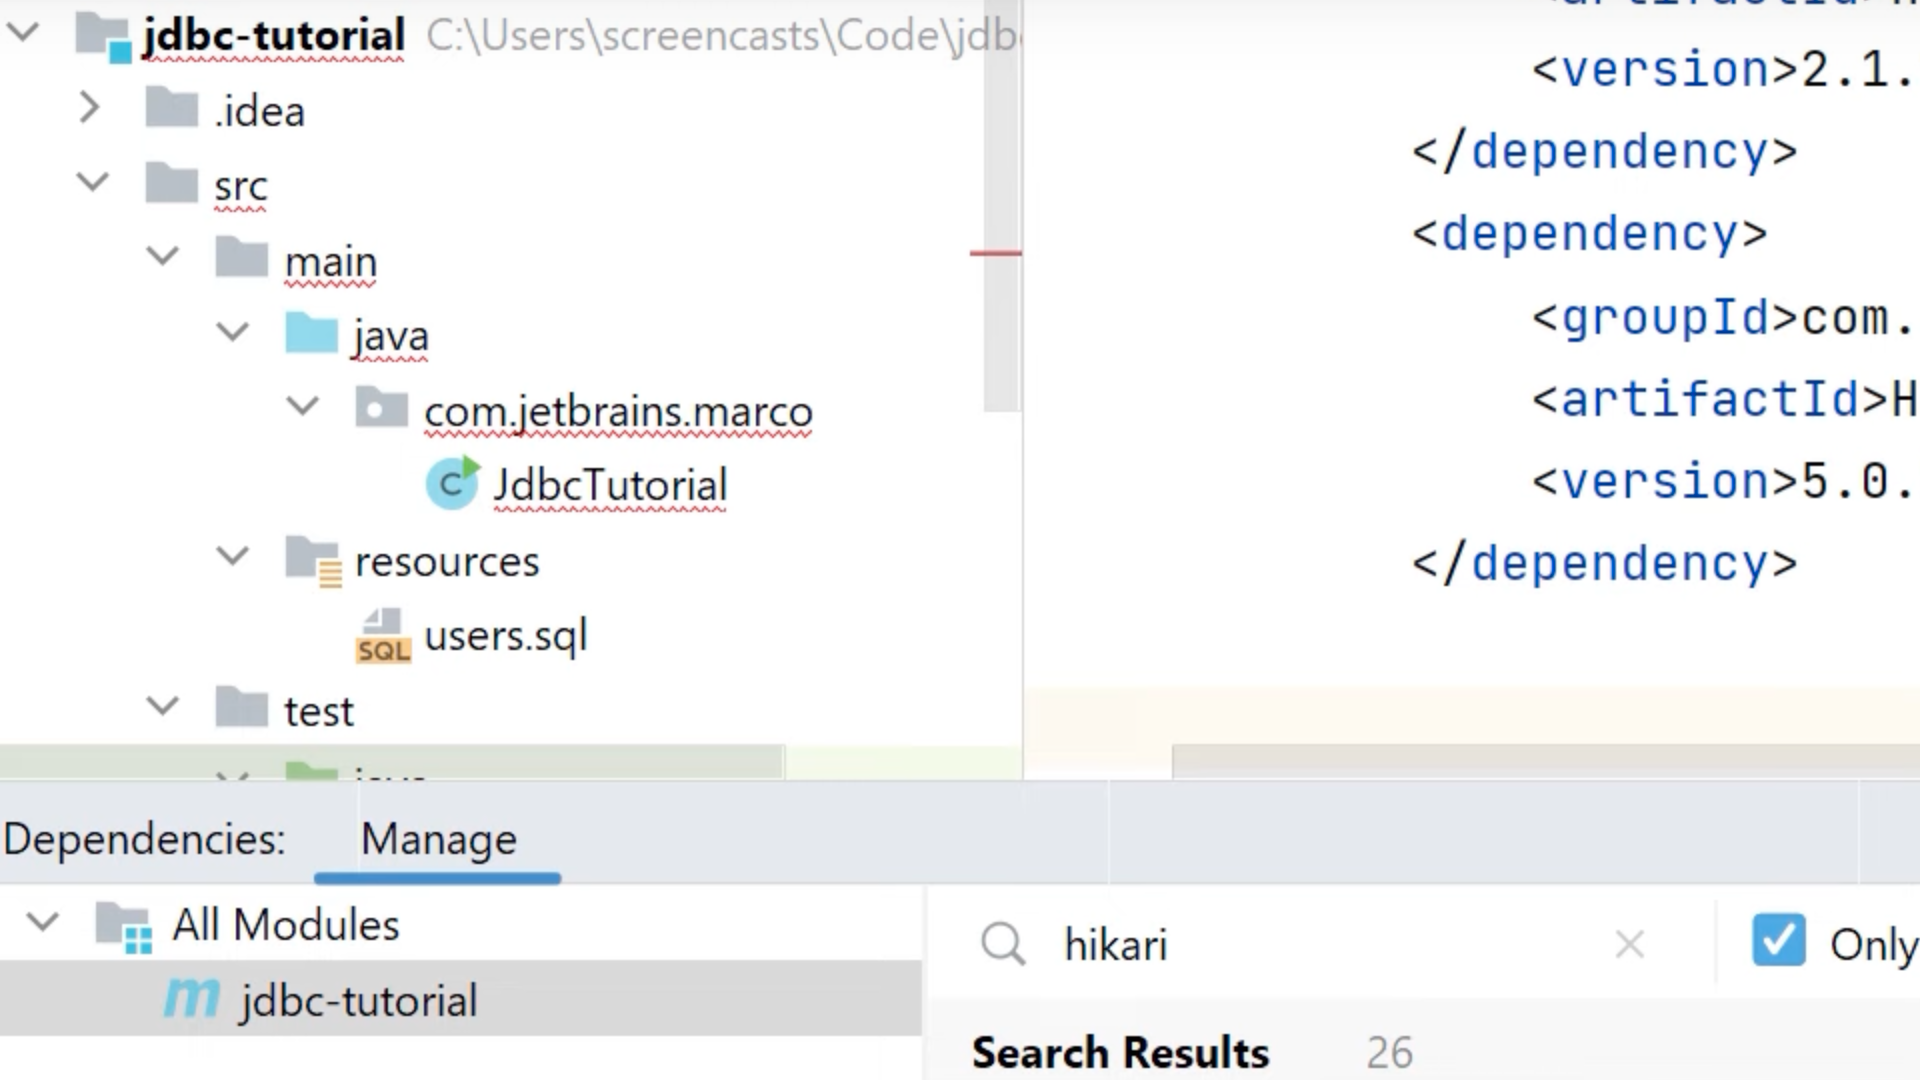 jdbc-tutorial C:\Users\screencasts\Code\jdb
.idea
src
main
java
com.jetbrains.marco
JdbcTutorial
resources
SQL users.sql
test
<version>2.1.
</dependency>
<dependency>
<groupId>com.
<artifactId>H
<version>5.0.
</dependency>
Dependencies: Manage
All Modules
m jdbc-tutorial
hikari
Only
Search Results 26